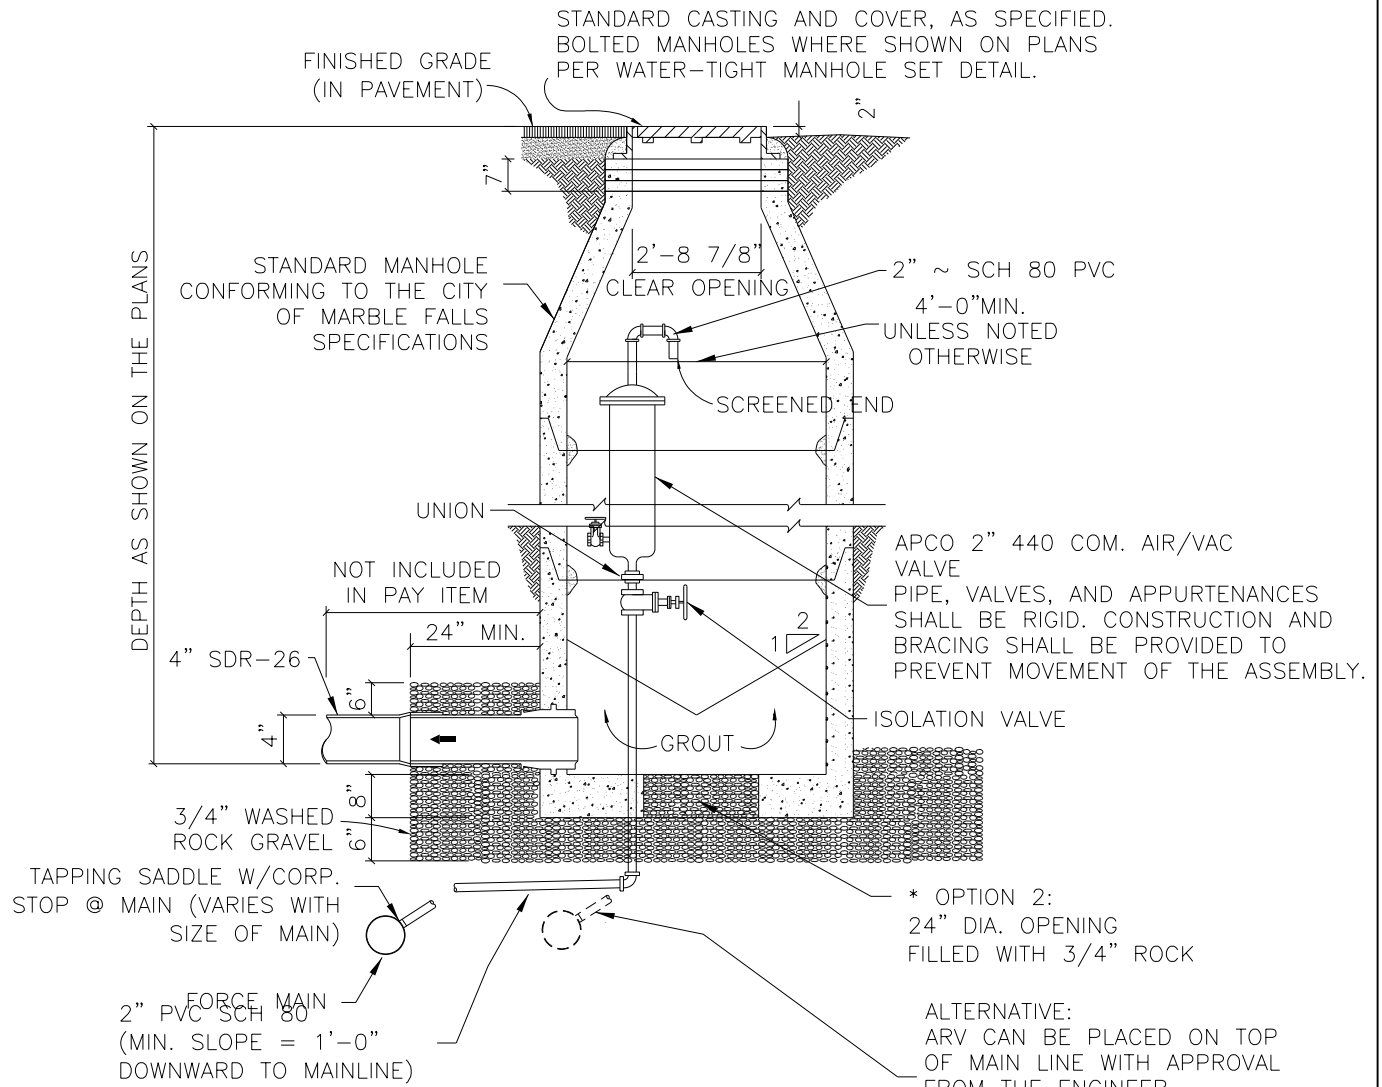 STANDARD CASTING AND COVER, AS SPECIFIED.
BOLTED MANHOLES WHERE SHOWN ON PLANS
PER WATER-TIGHT MANHOLE SET DETAIL.
FINISHED GRADE
(IN PAVEMENT)
2"
7"
DEPTH AS SHOWN ON THE PLANS
2'-8 7/8"
CLEAR OPENING
STANDARD MANHOLE
CONFORMING TO THE CITY
OF MARBLE FALLS
SPECIFICATIONS
2" ~ SCH 80 PVC
4'-0"MIN.
UNLESS NOTED
OTHERWISE
SCREENED END
UNION
APCO 2" 440 COM. AIR/VAC
VALVE
PIPE, VALVES, AND APPURTENANCES
SHALL BE RIGID. CONSTRUCTION AND
BRACING SHALL BE PROVIDED TO
PREVENT MOVEMENT OF THE ASSEMBLY.
NOT INCLUDED
IN PAY ITEM
24" MIN.
2
1
4" SDR-26
6"
4"
ISOLATION VALVE
GROUT
8"
6"
3/4" WASHED
ROCK GRAVEL
TAPPING SADDLE W/CORP.
STOP @ MAIN (VARIES WITH
SIZE OF MAIN)
* OPTION 2:
24" DIA. OPENING
FILLED WITH 3/4" ROCK
FORCE MAIN
2" PVC SCH 80
(MIN. SLOPE = 1'-0"
DOWNWARD TO MAINLINE)
ALTERNATIVE:
ARV CAN BE PLACED ON TOP
OF MAIN LINE WITH APPROVAL
FROM THE ENGINEER